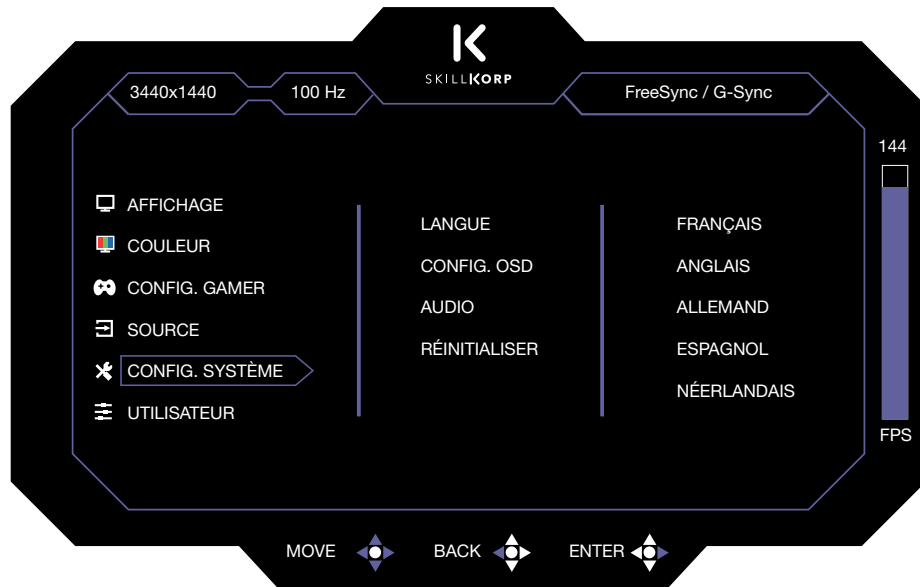 SKILLKORP
3440x1440
100 Hz
FreeSync / G-Sync
144
AFFICHAGE
COULEUR
CONFIG. GAMER
SOURCE
CONFIG. SYSTÈME
UTILISATEUR
LANGUE
CONFIG. OSD
AUDIO
RÉINITIALISER
FRANÇAIS
ANGLAIS
ALLEMAND
ESPAGNOL
NÉERLANDAIS
FPS
MOVE BACK ENTER